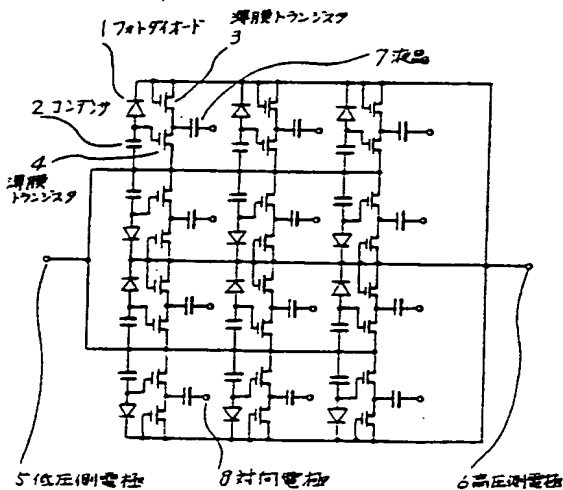 1フォトダイオード
薄膜トランジスタ
3
7液晶
2コンデンサ
4
薄膜
トランジスタ
5低圧側電極
8対向電極
6高圧側電極